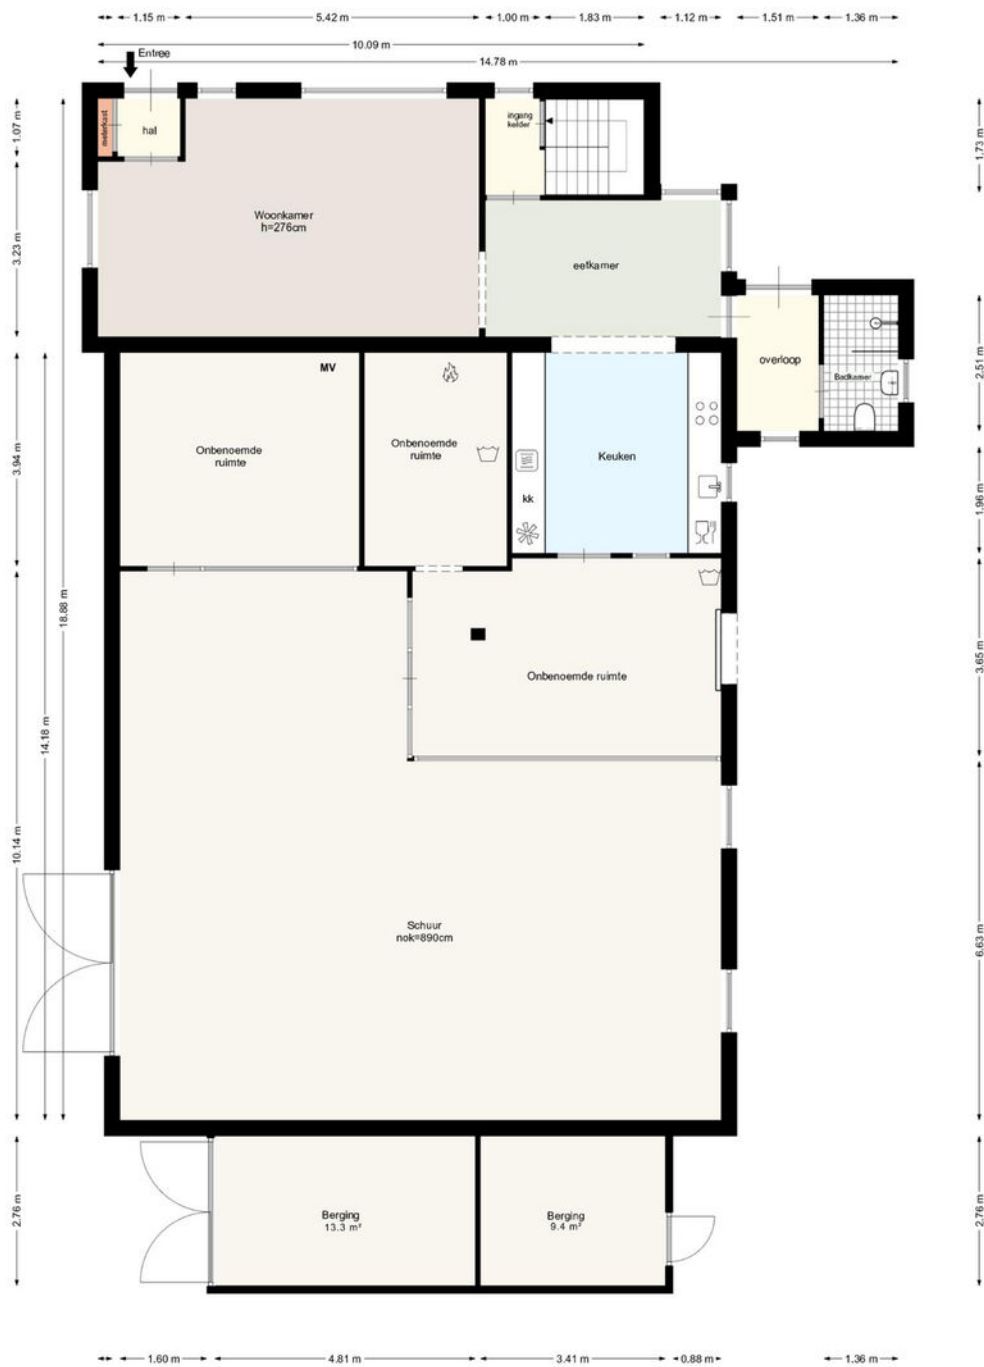 1.15 m
5.42 m
1.00 m
1.83 m
1.12 m
1.51 m
1.36 m
10.09 m
14.78 m
Entree
meterkast
hal
ingang
kelder
1.07 m
1.73 m
Woonkamer
h=276cm
3.23 m
eetkamer
overloop
Badkamer
2.51 m
MV
Onbenoemde
ruimte
Onbenoemde
ruimte
Keuken
kk
3.94 m
1.96 m
18.88 m
Onbenoemde ruimte
3.65 m
14.18 m
10.14 m
Schuur
nok=890cm
6.63 m
2.76 m
Berging
13.3 m²
Berging
9.4 m²
2.76 m
1.60 m
4.81 m
3.41 m
0.88 m
1.36 m